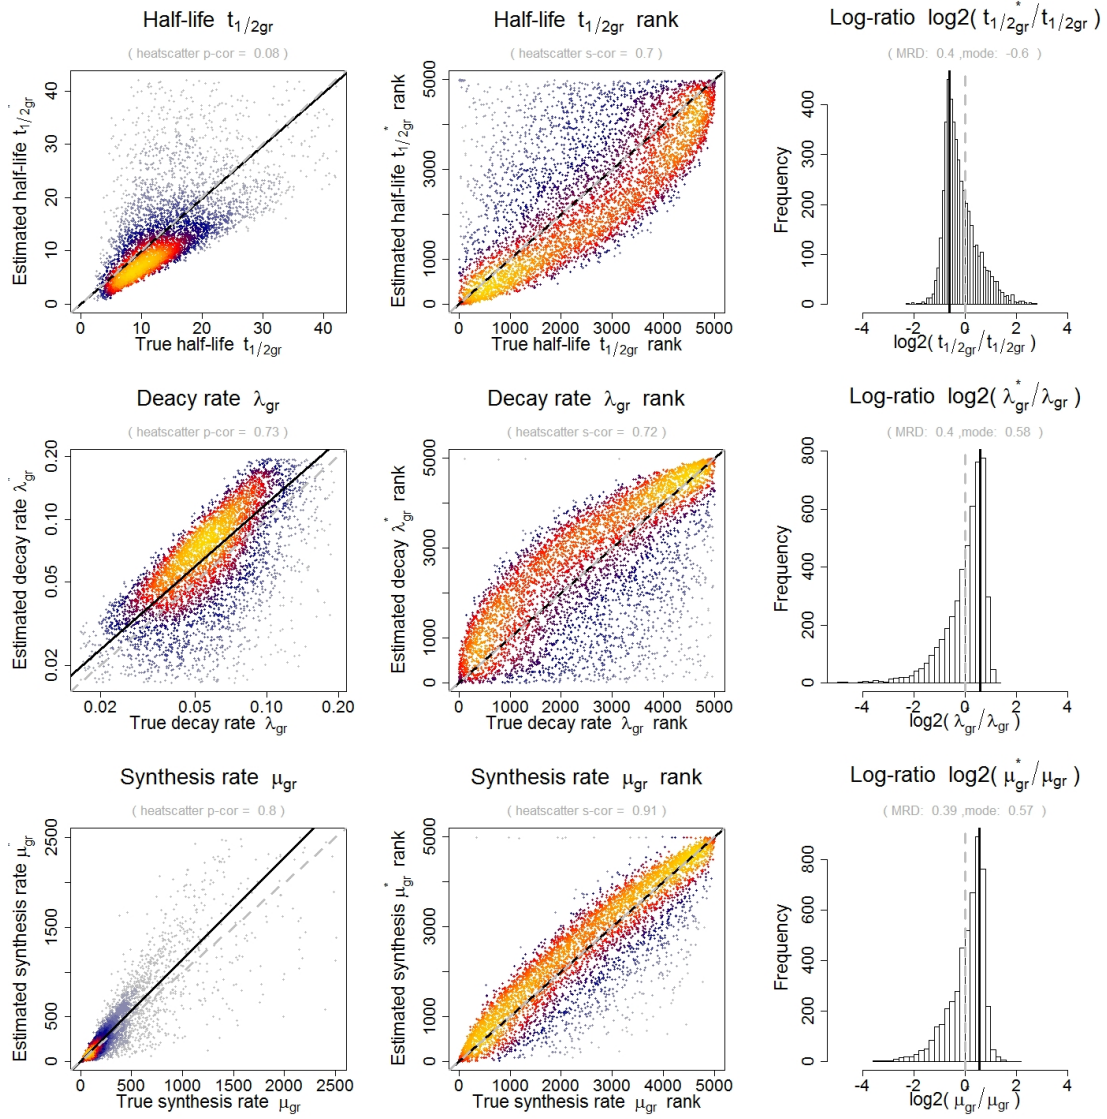 Half-life t1/2gr
( heatscatter p-cor = 0.08 )
Estimated half-life t1/2gr*
0 10 20 30 40
0 10 20 30 40
True half-life t1/2gr
Half-life t1/2gr rank
( heatscatter s-cor = 0.7 )
Estimated half-life t1/2gr* rank
0 1000 3000 5000
0 1000 2000 3000 4000 5000
True half-life t1/2gr rank
Log-ratio log2( t1/2gr*/t1/2gr )
( MRD: 0.4 ,mode: -0.6 )
Frequency
0 100 200 300 400
-4 -2 0 2 4
log2( t1/2gr/t1/2gr )
Deacy rate λgr
( heatscatter p-cor = 0.73 )
Estimated decay rate λgr*
0.02 0.05 0.10 0.20
0.02 0.05 0.10 0.20
True decay rate λgr
Decay rate λgr rank
( heatscatter s-cor = 0.72 )
Estimated decay λgr* rank
0 1000 3000 5000
0 1000 2000 3000 4000 5000
True decay rate λgr rank
Log-ratio log2( λgr*/λgr )
( MRD: 0.4 ,mode: 0.58 )
Frequency
0 200 400 600 800
-4 -2 0 2 4
log2( λgr/λgr )
Synthesis rate μgr
( heatscatter p-cor = 0.8 )
Estimated synthesis rate μgr*
0 500 1500 2500
0 500 1000 1500 2000 2500
True synthesis rate μgr
Synthesis rate μgr rank
( heatscatter s-cor = 0.91 )
Estimated synthesis μgr* rank
0 1000 3000 5000
0 1000 2000 3000 4000 5000
True synthesis rate μgr rank
Log-ratio log2( μgr*/μgr )
( MRD: 0.39 ,mode: 0.57 )
Frequency
0 200 400 600 800
-4 -2 0 2 4
log2( μgr/μgr )